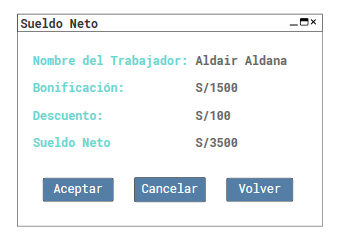 Sueldo Neto
Nombre del Trabajador: Aldair Aldana
Bonificación: S/1500
Descuento: S/100
Sueldo Neto S/3500
Aceptar Cancelar Volver